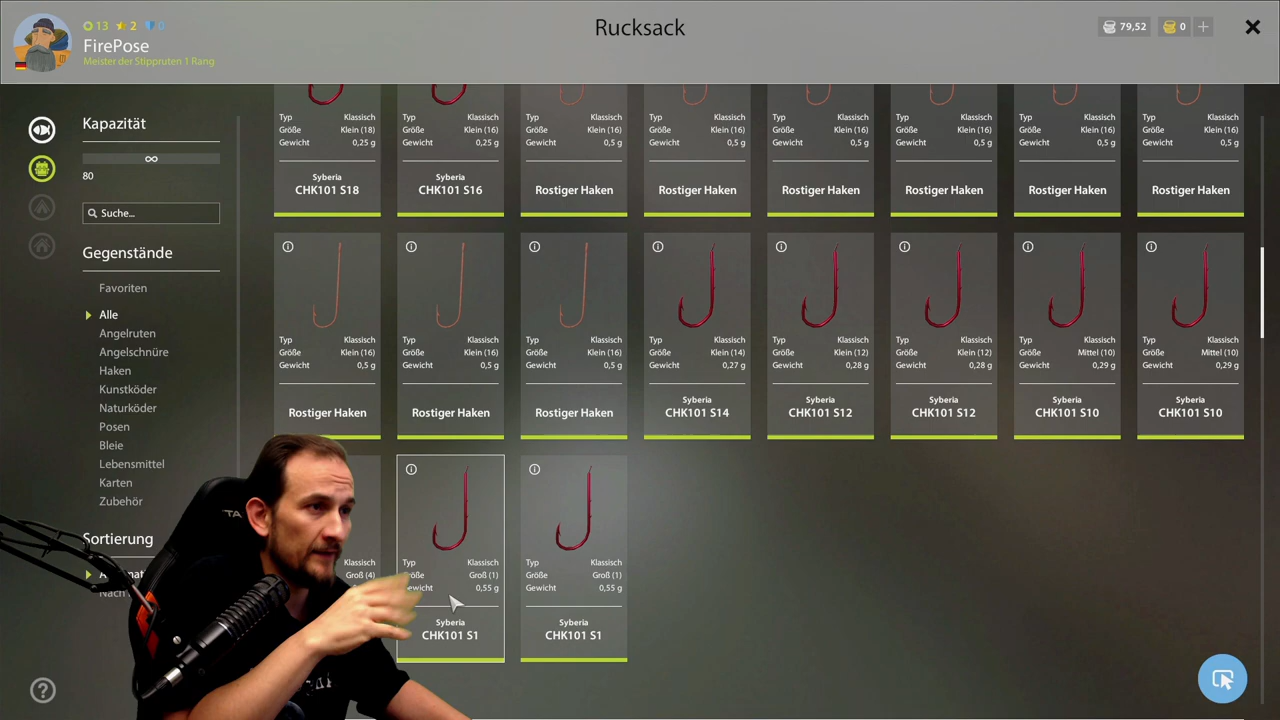 13 2 0
Rucksack
79,52 0 +
FirePose
Meister der Stippruten 1 Rang
Kapazität
∞
80
Suche...
Gegenstände
Favoriten
Alle
Angelruten
Angelschnüre
Haken
Kunstköder
Naturköder
Posen
Bleie
Lebensmittel
Karten
Zubehör
Sortierung
Typ Klassisch
Größe Klein (18)
Gewicht 0,25 g
Syberia
CHK101 S18
Typ Klassisch
Größe Klein (16)
Gewicht 0,25 g
Syberia
CHK101 S16
Typ Klassisch
Größe Klein (16)
Gewicht 0,5 g
Rostiger Haken
Typ Klassisch
Größe Klein (16)
Gewicht 0,5 g
Rostiger Haken
Typ Klassisch
Größe Klein (16)
Gewicht 0,5 g
Rostiger Haken
Typ Klassisch
Größe Klein (16)
Gewicht 0,5 g
Rostiger Haken
Typ Klassisch
Größe Klein (16)
Gewicht 0,5 g
Rostiger Haken
Typ Klassisch
Größe Klein (16)
Gewicht 0,5 g
Rostiger Haken
Typ Klassisch
Größe Klein (16)
Gewicht 0,5 g
Rostiger Haken
Typ Klassisch
Größe Klein (16)
Gewicht 0,5 g
Rostiger Haken
Typ Klassisch
Größe Klein (16)
Gewicht 0,5 g
Rostiger Haken
Typ Klassisch
Größe Klein (14)
Gewicht 0,27 g
Syberia
CHK101 S14
Typ Klassisch
Größe Klein (12)
Gewicht 0,28 g
Syberia
CHK101 S12
Typ Klassisch
Größe Klein (12)
Gewicht 0,28 g
Syberia
CHK101 S12
Typ Klassisch
Größe Mittel (10)
Gewicht 0,29 g
Syberia
CHK101 S10
Typ Klassisch
Größe Mittel (10)
Gewicht 0,29 g
Syberia
CHK101 S10
Klassisch
Groß (4)
Typ Klassisch
Groß (1)
0,55 g
Syberia
CHK101 S1
Typ Klassisch
Größe Groß (1)
Gewicht 0,55 g
Syberia
CHK101 S1
?